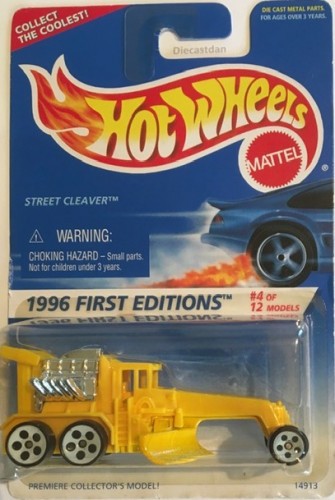 COLLECT
THE COOLEST!
DIE CAST METAL PARTS.
FOR AGES OVER 3 YEARS.
Diecastdan
Hot Wheels
MATTEL
STREET CLEAVER™
WARNING:
CHOKING HAZARD – Small parts.
Not for children under 3 years.
1996 FIRST EDITIONS™
#4 OF
12 MODELS
PREMIERE COLLECTOR'S MODEL!
14913